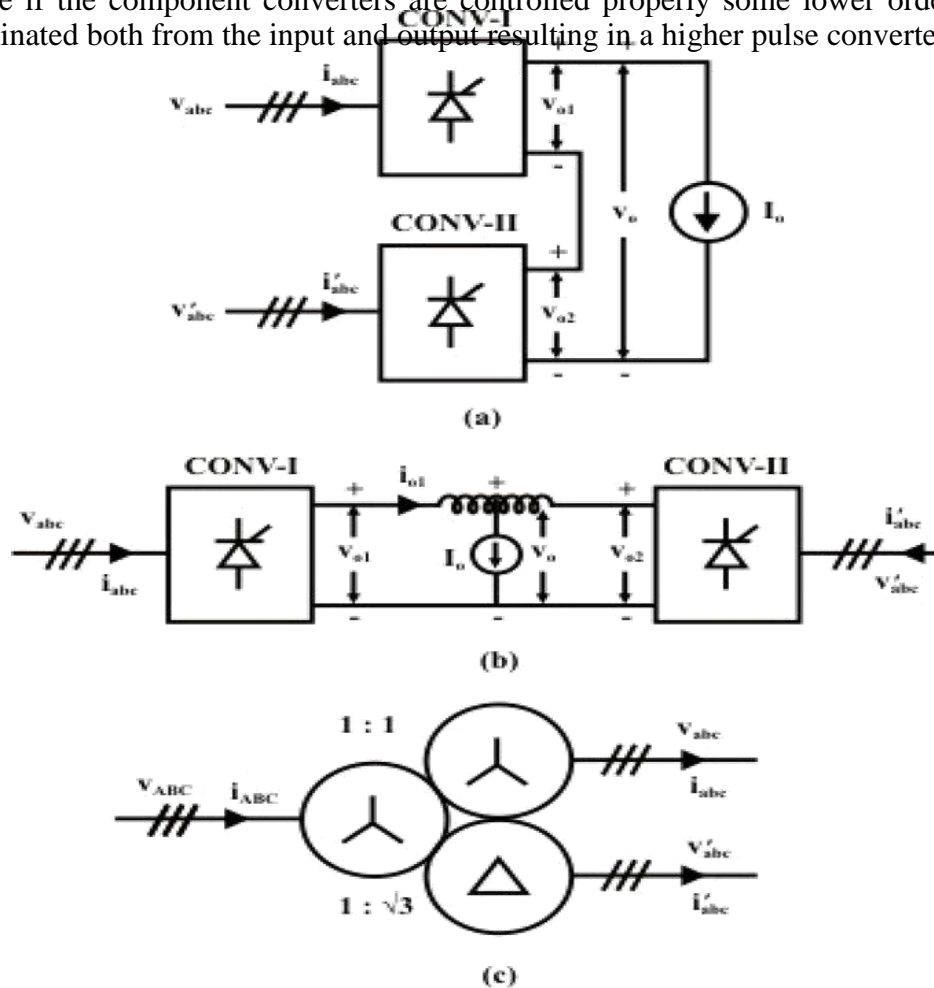 e if the component converters are controlled properly some lower orde
CONV-I
inated both from the input and output resulting in a higher pulse converte
+ +
i_abc
v_abc
v_o1
-
CONV-II
v_o
I_o
+
i'_abc
v'_abc
v_o2
- -
(a)
CONV-I
CONV-II
i_o1
+ + +
v_abc
i'_abc
v_o1
I_o
v_o
v_o2
i_abc
v'_abc
- - -
(b)
1 : 1
v_abc
v_ABC
i_ABC
i_abc
v'_abc
1 : √3
i'_abc
(c)